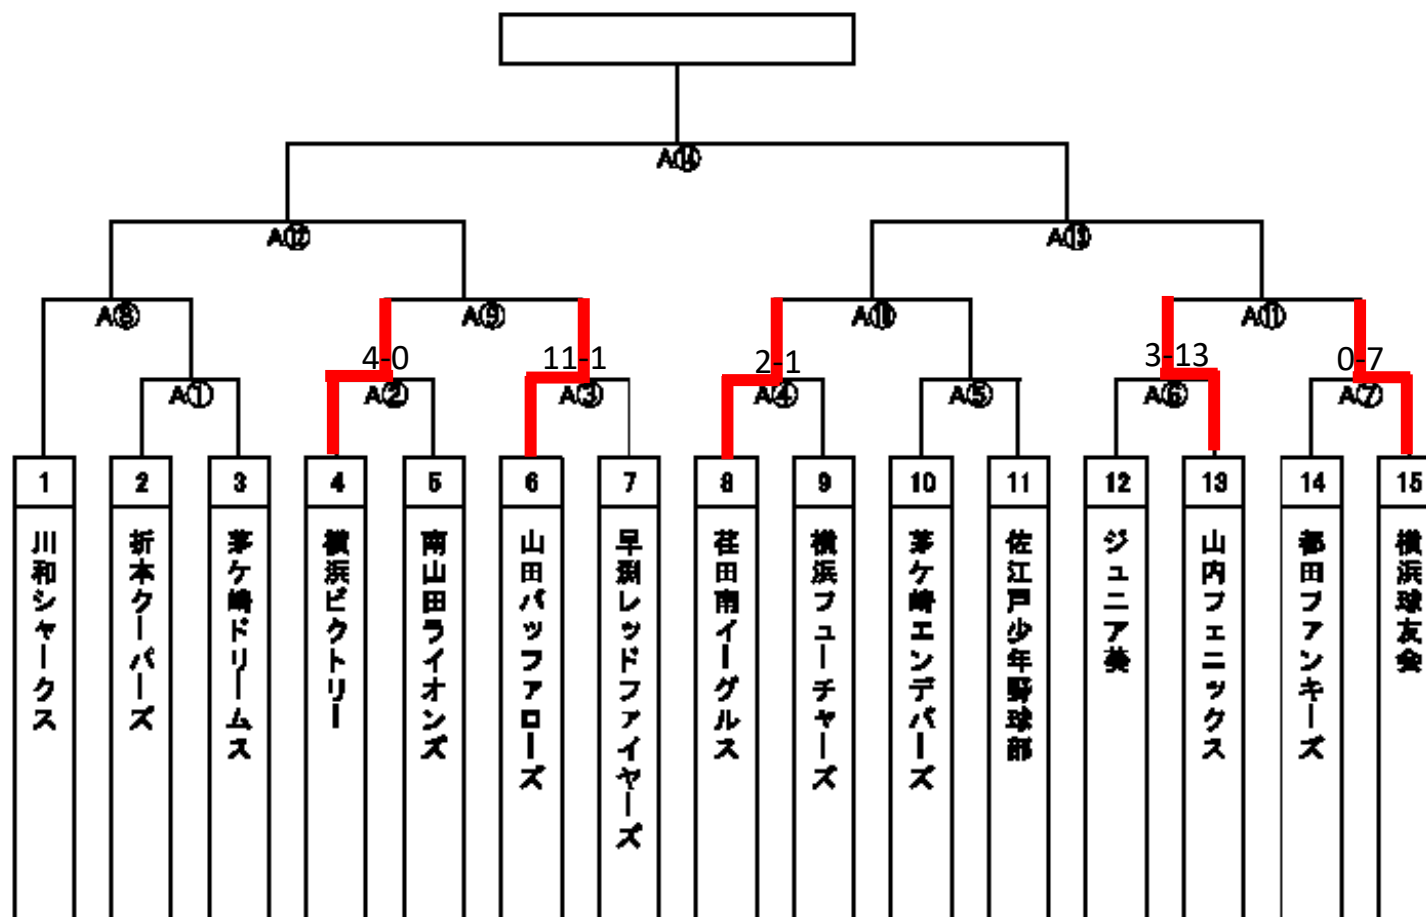 A⑭
A⑫
A⑬
A⑧
A⑨
A⑩
A⑪
4-0
11-1
2-1
3-13
0-7
A①
A②
A③
A④
A⑤
A⑥
A⑦
1
2
3
4
5
6
7
8
9
10
11
12
13
14
15
川和シャークス
折本クーパーズ
茅ケ崎ドリームス
横浜ビクトリー
南山田ライオンズ
山田バッファローズ
早渕レッドファイヤーズ
荏田南イーグルス
横浜フューチャーズ
茅ケ崎エンデバーズ
佐江戸少年野球部
ジュニア美
山内フェニックス
都田ファンキーズ
横浜球友会